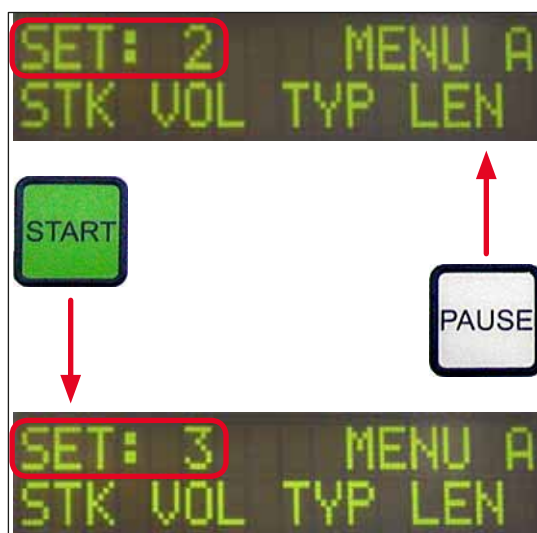 SET: 2 MENU A
STK VOL TYP LEN
START
PAUSE
SET: 3 MENU A
STK VOL TYP LEN